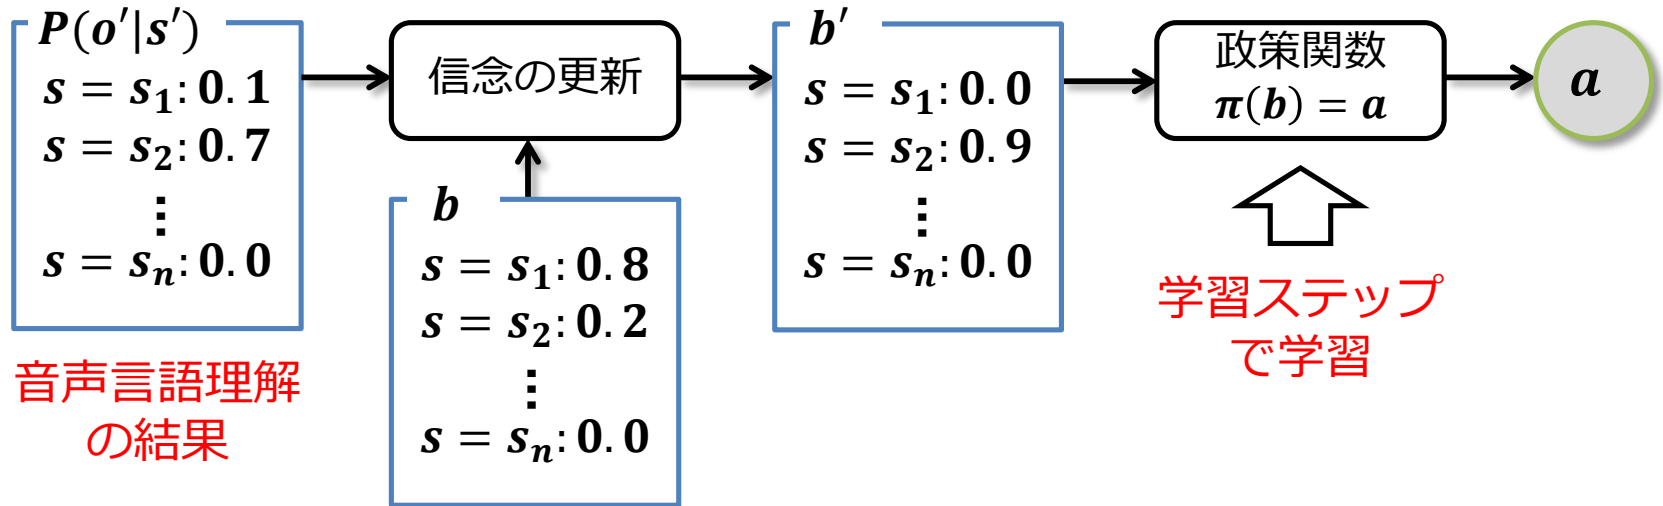 P(o′|s′)
s = s₁: 0.1
s = s₂: 0.7
⋮
s = sₙ: 0.0
音声言語理解
の結果
信念の更新
b
s = s₁: 0.8
s = s₂: 0.2
⋮
s = sₙ: 0.0
b′
s = s₁: 0.0
s = s₂: 0.9
⋮
s = sₙ: 0.0
政策関数
π(b) = a
学習ステップ
で学習
a